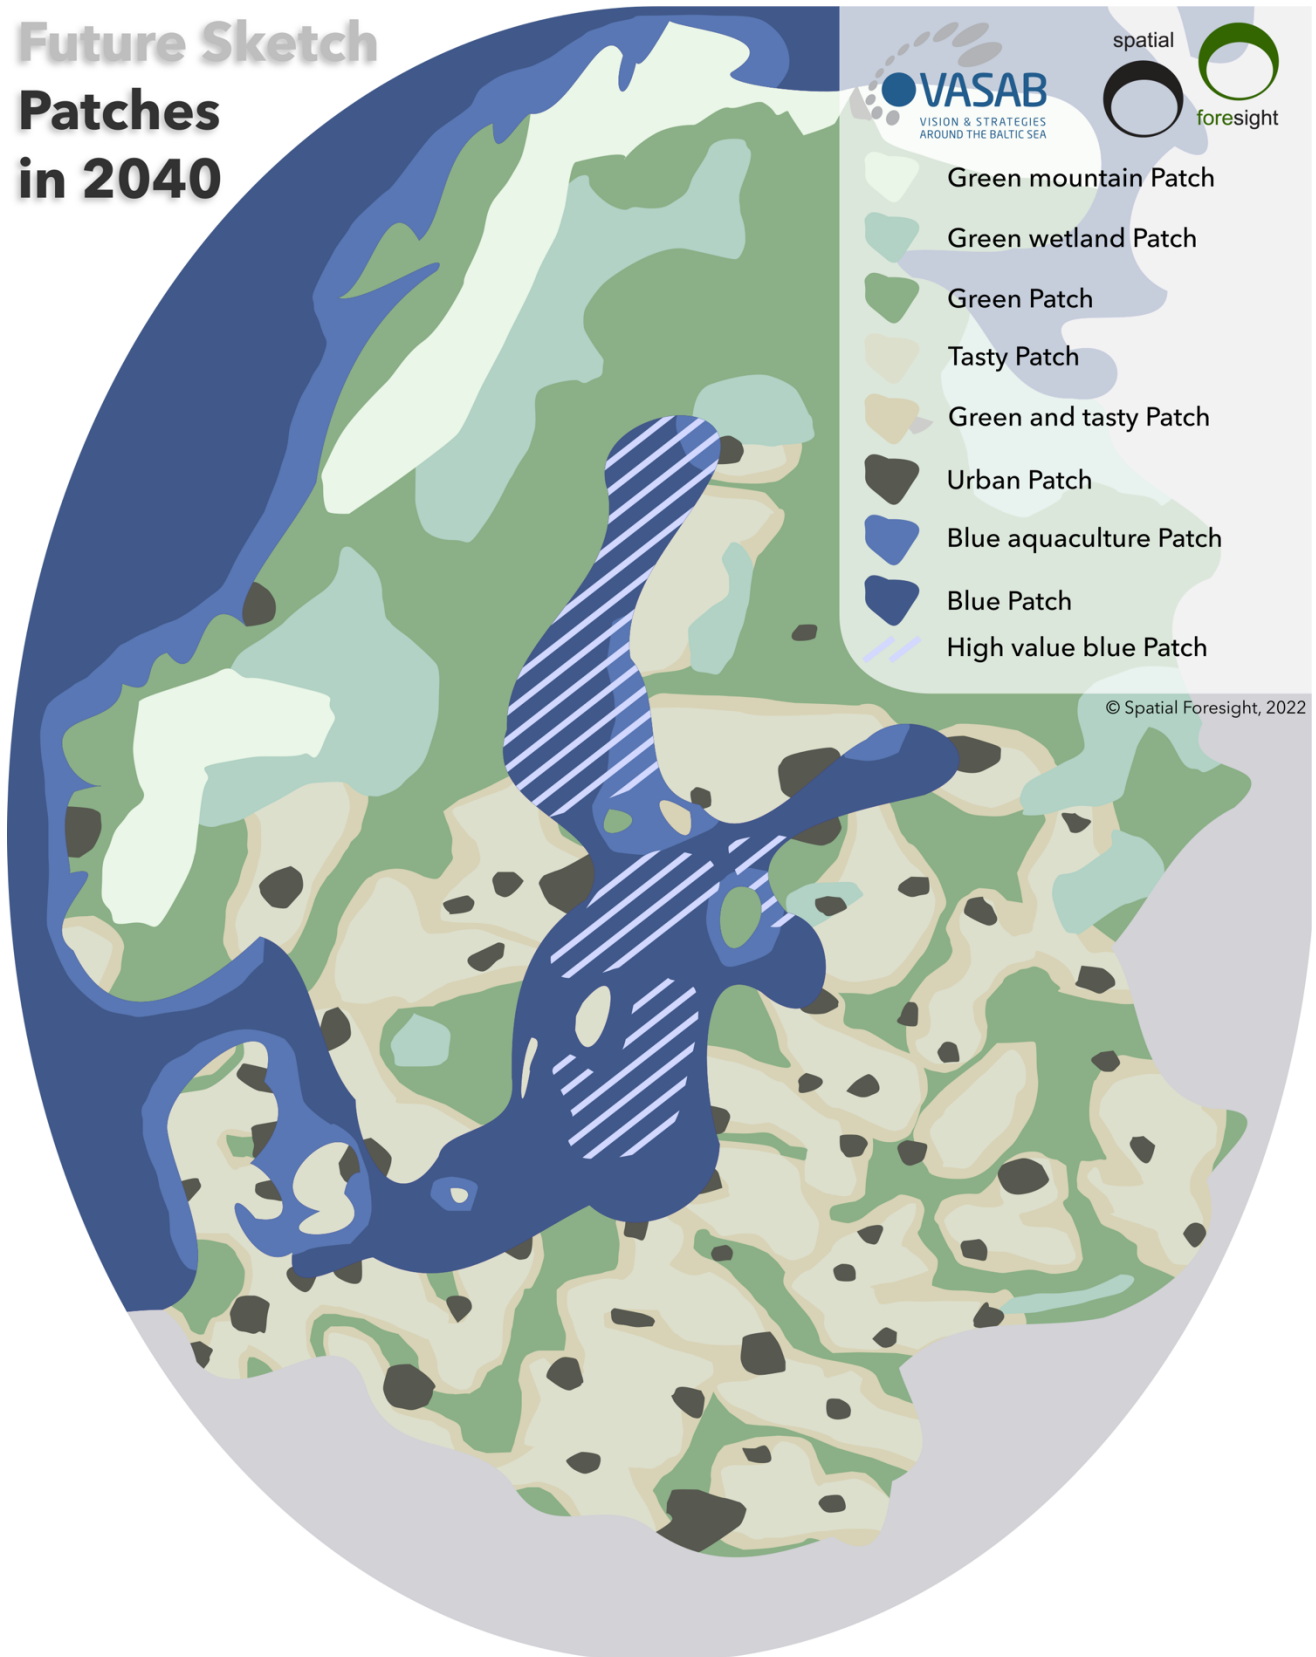 Future Sketch
Patches
in 2040
VASAB
VISION & STRATEGIES
AROUND THE BALTIC SEA
spatial
foresight
Green mountain Patch
Green wetland Patch
Green Patch
Tasty Patch
Green and tasty Patch
Urban Patch
Blue aquaculture Patch
Blue Patch
High value blue Patch
© Spatial Foresight, 2022